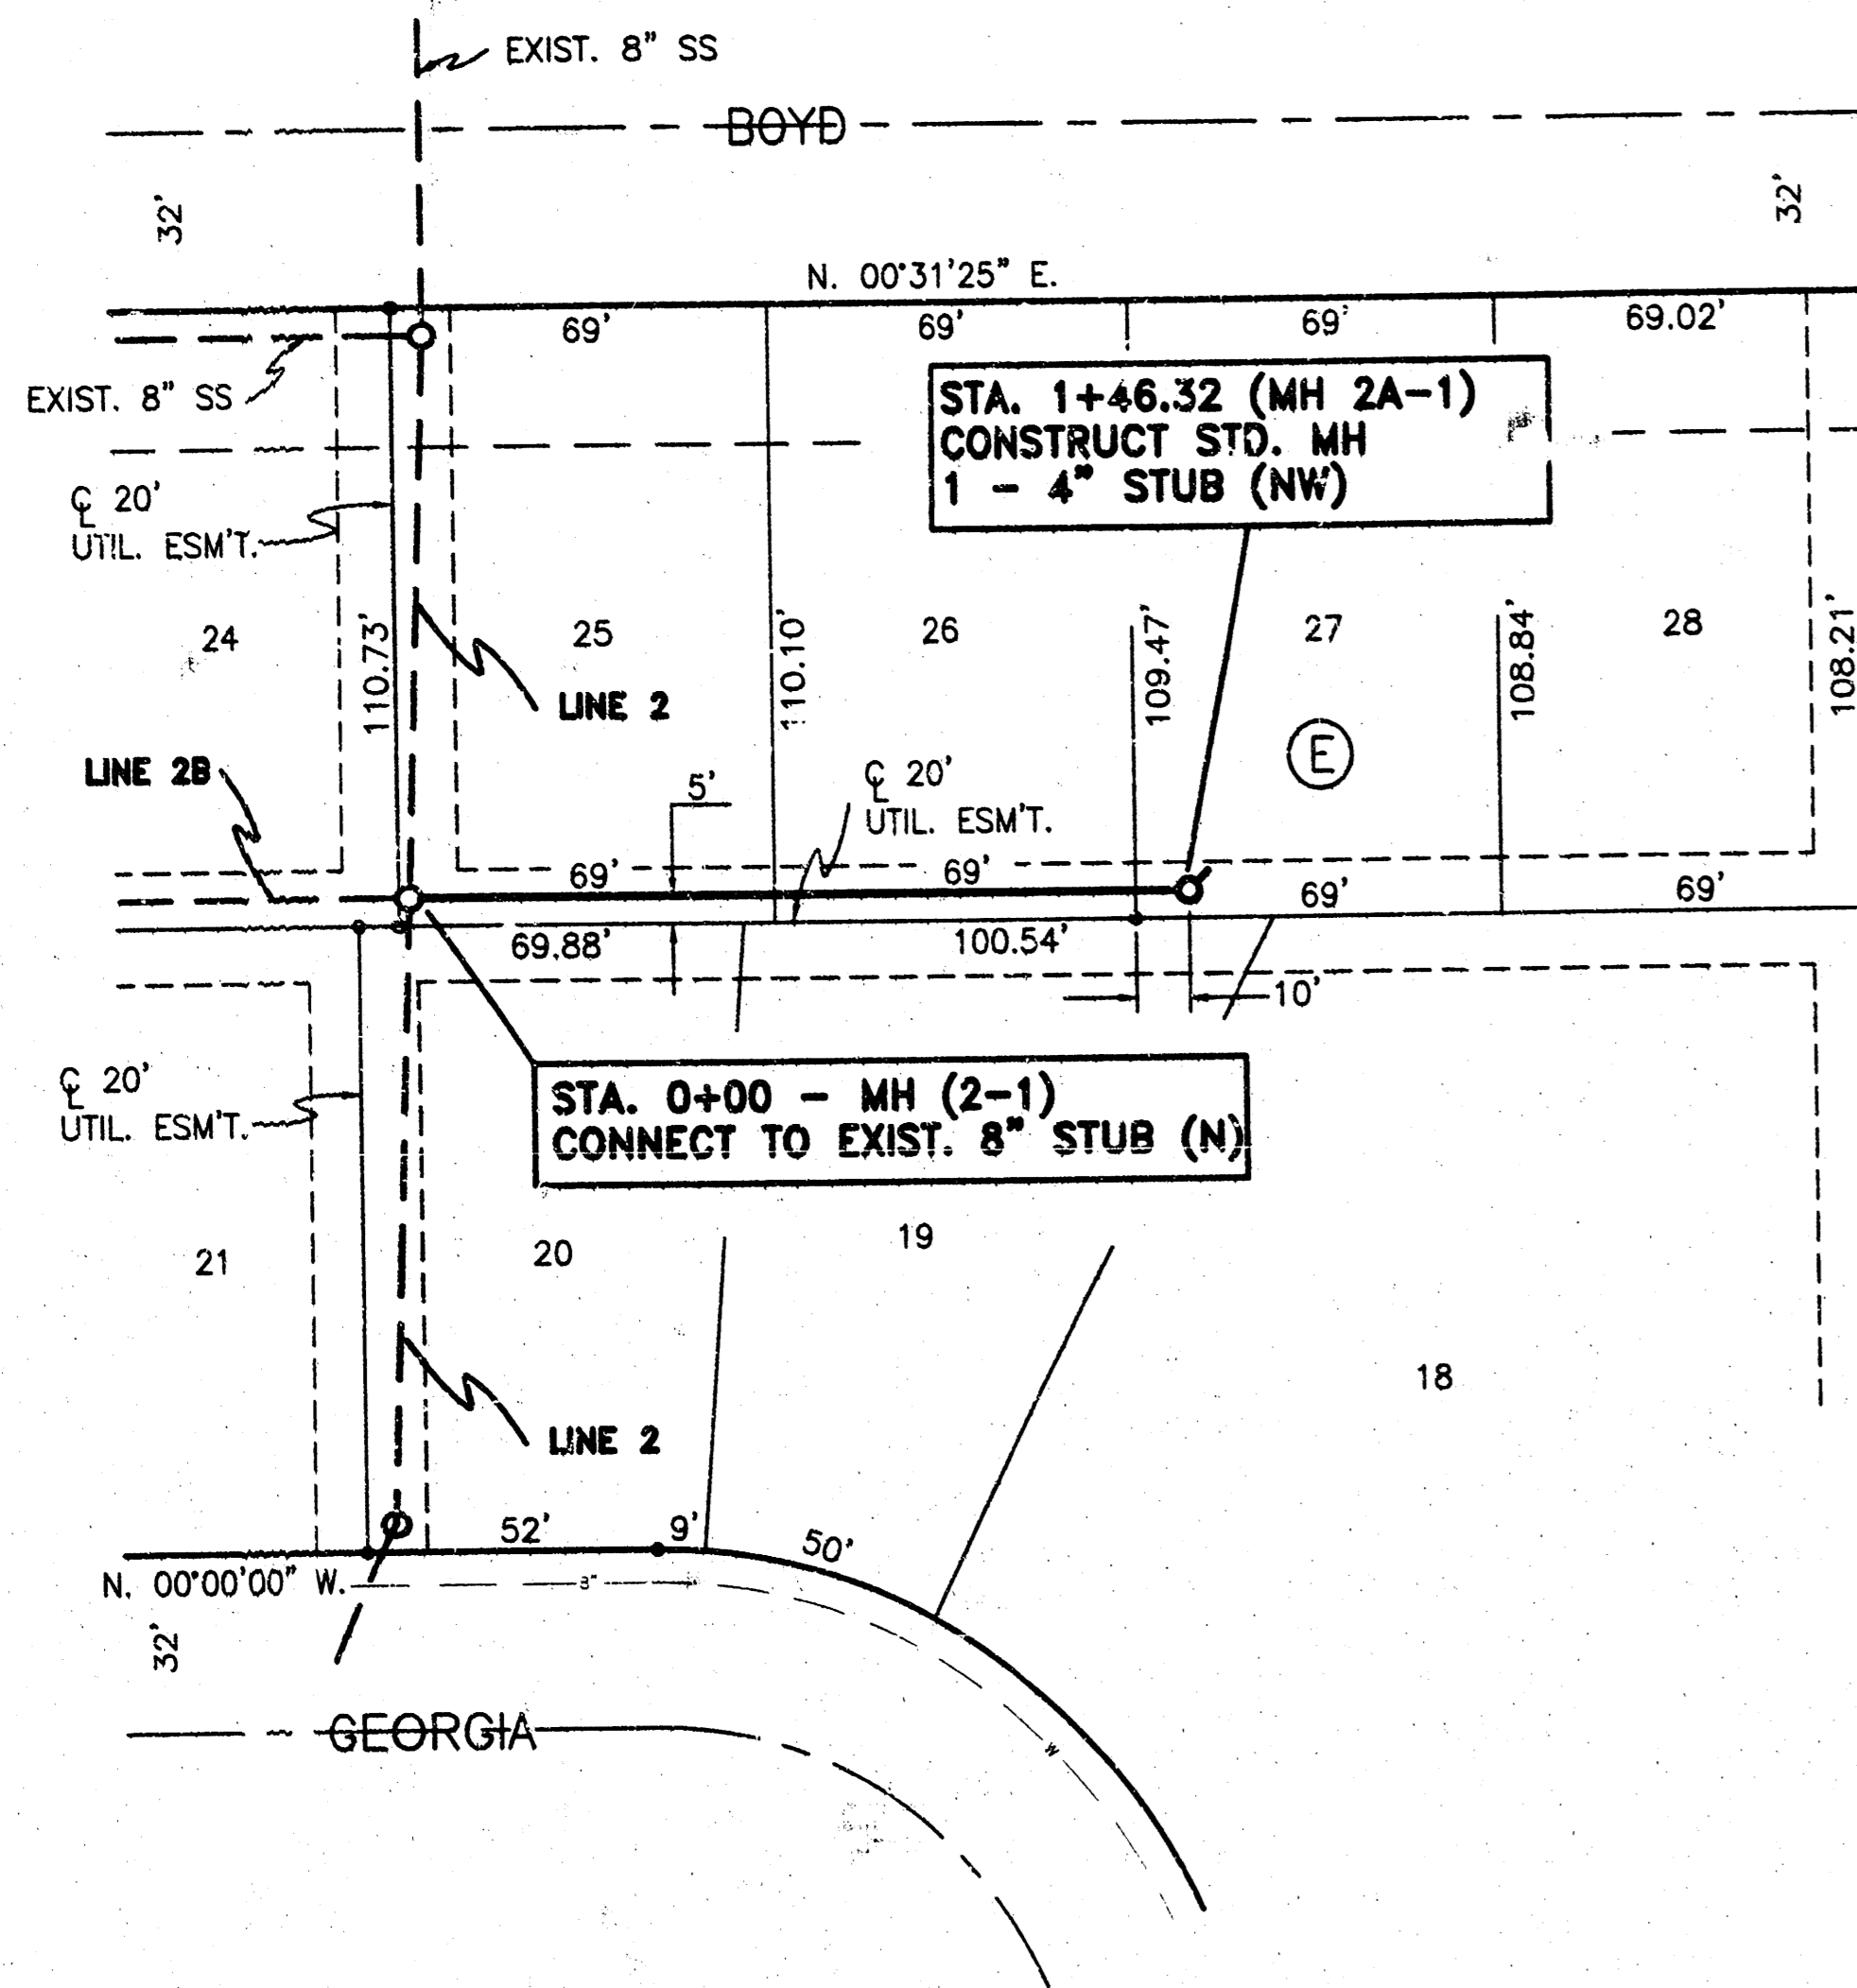 EXIST. 8" SS
BOYD
32'
32'
N. 00°31'25" E.
69'
69'
69'
69.02'
EXIST. 8" SS
STA. 1+46.32 (MH 2A-1)
CONSTRUCT STD. MH
1 - 4" STUB (NW)
℄ 20'
UTIL. ESM'T.
24
110.73'
25
110.10'
26
109.47'
27
108.84'
28
108.21'
LINE 2
LINE 2B
5'
℄ 20'
UTIL. ESM'T.
E
69'
69'
69'
69'
69.88'
100.54'
10'
STA. 0+00 - MH (2-1)
CONNECT TO EXIST. 8" STUB (N)
℄ 20'
UTIL. ESM'T.
21
20
19
18
LINE 2
52'
9'
50'
N. 00°00'00" W.
8"
32'
W
GEORGIA